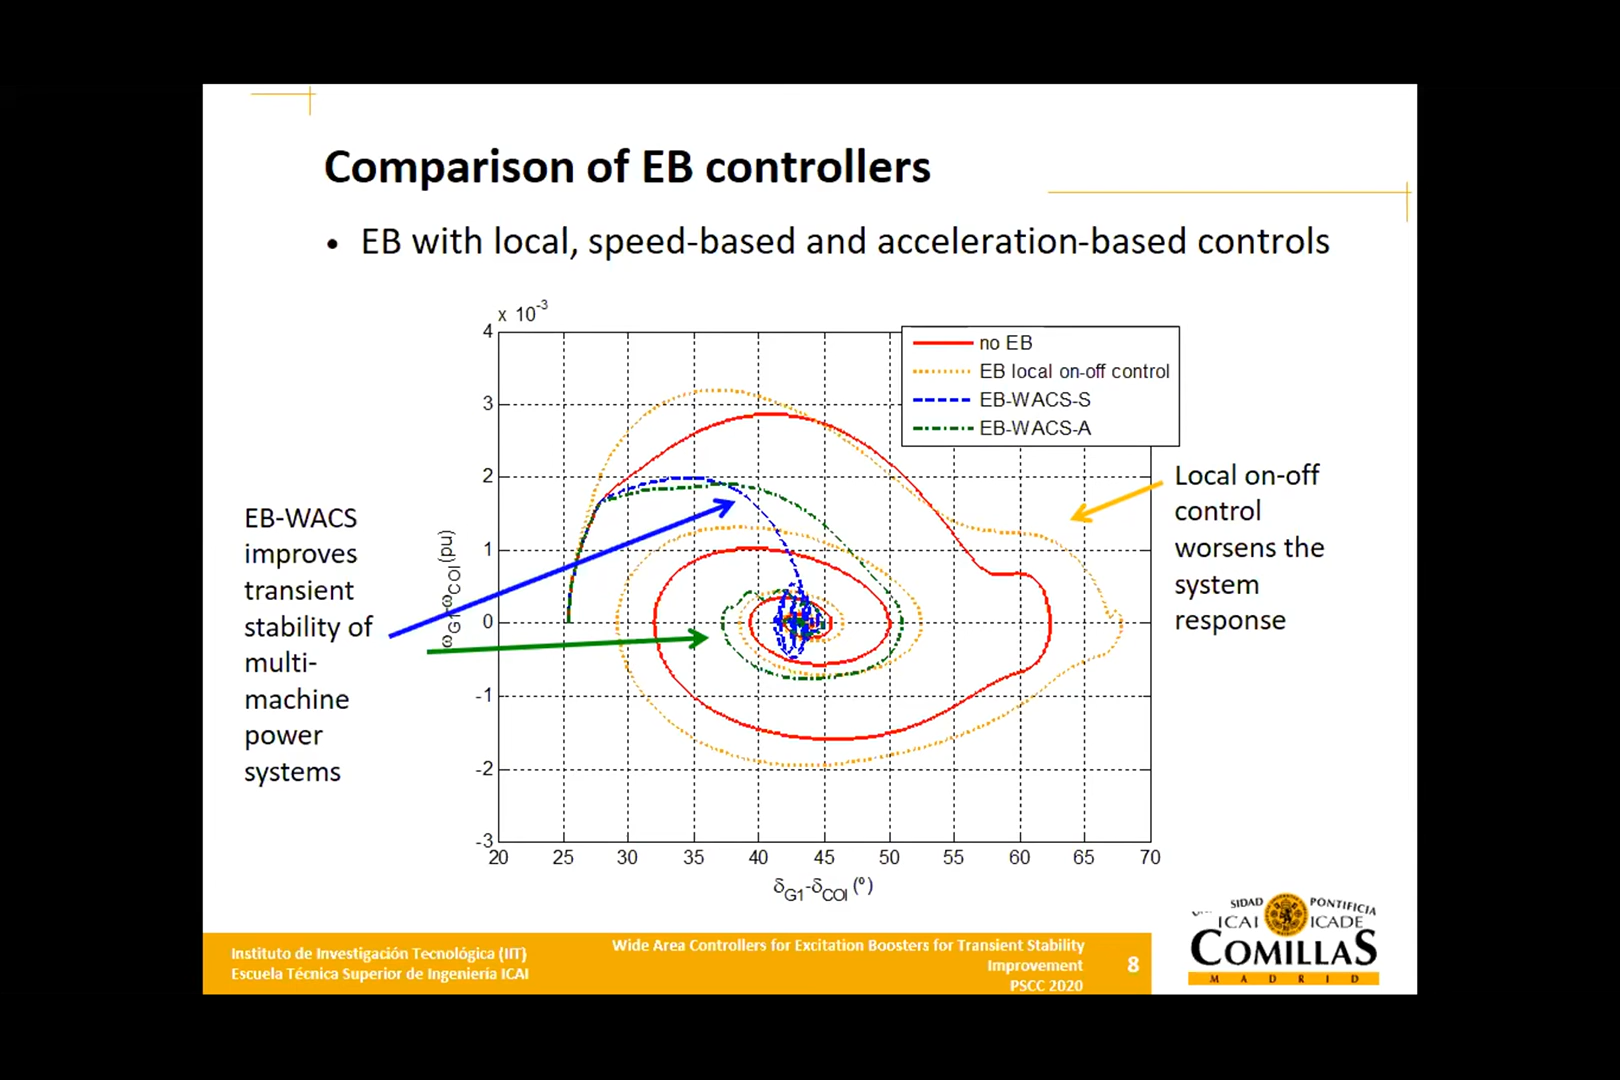 Comparison of EB controllers
• EB with local, speed-based and acceleration-based controls
x 10-3
4
3
2
1
0
-1
-2
-3
20 25 30 35 40 45 50 55 60 65 70
ωG1-ωCOI(pu)
δG1-δCOI (º)
no EB
EB local on-off control
EB-WACS-S
EB-WACS-A
EB-WACS
improves
transient
stability of
multi-
machine
power
systems
Local on-off
control
worsens the
system
response
Instituto de Investigación Tecnológica (IIT)
Escuela Técnica Superior de Ingeniería ICAI
Wide Area Controllers for Excitation Boosters for Transient Stability
Improvement
PSCC 2020
8
SIDAD PONTIFICIA
ICAI ICADE
COMILLAS
MADRID